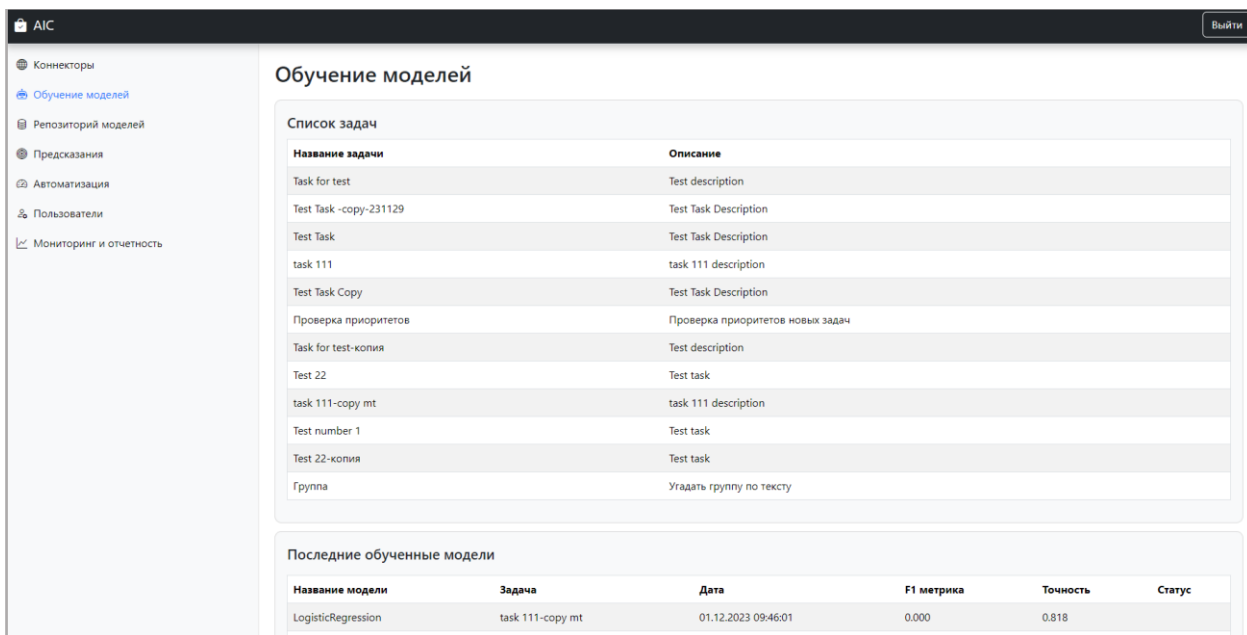 AIC
Выйти
Коннекторы
Обучение моделей
Репозиторий моделей
Предсказания
Автоматизация
Пользователи
Мониторинг и отчетность
Обучение моделей
Список задач
Название задачи Описание
Task for test Test description
Test Task -copy-231129 Test Task Description
Test Task Test Task Description
task 111 task 111 description
Test Task Copy Test Task Description
Проверка приоритетов Проверка приоритетов новых задач
Task for test-копия Test description
Test 22 Test task
task 111-copy mt task 111 description
Test number 1 Test task
Test 22-копия Test task
Группа Угадать группу по тексту
Последние обученные модели
Название модели Задача Дата F1 метрика Точность Статус
LogisticRegression task 111-copy mt 01.12.2023 09:46:01 0.000 0.818